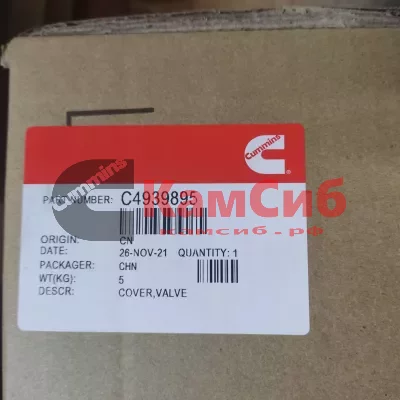 Cummins
PART NUMBER: C4939895
Cummins
КамСиб
камсиб.рф
ORIGIN: CN
DATE: 26-NOV-21 QUANTITY: 1
PACKAGER: CHN
WT(KG): 5
DESCR: COVER,VALVE